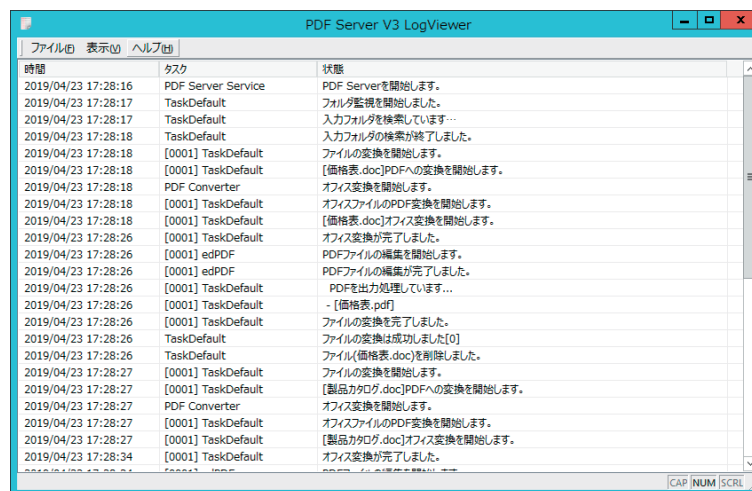 PDF Server V3 LogViewer
ファイル(F) 表示(V) ヘルプ(H)
時間 タスク 状態
2019/04/23 17:28:16 PDF Server Service PDF Serverを開始します。
2019/04/23 17:28:17 TaskDefault フォルダ監視を開始しました。
2019/04/23 17:28:17 TaskDefault 入力フォルダを検索しています…
2019/04/23 17:28:18 TaskDefault 入力フォルダの検索が終了しました。
2019/04/23 17:28:18 [0001] TaskDefault ファイルの変換を開始します。
2019/04/23 17:28:18 [0001] TaskDefault [価格表.doc]PDFへの変換を開始します。
2019/04/23 17:28:18 PDF Converter オフィス変換を開始します。
2019/04/23 17:28:18 [0001] TaskDefault オフィスファイルのPDF変換を開始します。
2019/04/23 17:28:18 [0001] TaskDefault [価格表.doc]オフィス変換を開始します。
2019/04/23 17:28:26 [0001] TaskDefault オフィス変換が完了しました。
2019/04/23 17:28:26 [0001] edPDF PDFファイルの編集を開始します。
2019/04/23 17:28:26 [0001] edPDF PDFファイルの編集が完了しました。
2019/04/23 17:28:26 [0001] TaskDefault PDFを出力処理しています...
2019/04/23 17:28:26 [0001] TaskDefault - [価格表.pdf]
2019/04/23 17:28:26 [0001] TaskDefault ファイルの変換を完了しました。
2019/04/23 17:28:26 TaskDefault ファイルの変換は成功しました[0]
2019/04/23 17:28:26 TaskDefault ファイル(価格表.doc)を削除しました。
2019/04/23 17:28:27 [0001] TaskDefault ファイルの変換を開始します。
2019/04/23 17:28:27 [0001] TaskDefault [製品カタログ.doc]PDFへの変換を開始します。
2019/04/23 17:28:27 PDF Converter オフィス変換を開始します。
2019/04/23 17:28:27 [0001] TaskDefault オフィスファイルのPDF変換を開始します。
2019/04/23 17:28:27 [0001] TaskDefault [製品カタログ.doc]オフィス変換を開始します。
2019/04/23 17:28:34 [0001] TaskDefault オフィス変換が完了しました。
CAP NUM SCRL